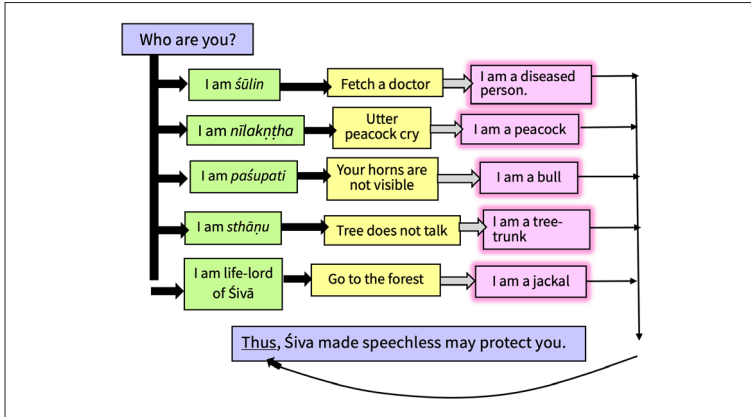 Who are you?
I am śūlin
Fetch a doctor
I am a diseased
person.
I am nīlakṇṭha
Utter
peacock cry
I am a peacock
I am paśupati
Your horns are
not visible
I am a bull
I am sthāṇu
Tree does not talk
I am a tree-
trunk
I am life-lord
of Śivā
Go to the forest
I am a jackal
Thus, Śiva made speechless may protect you.